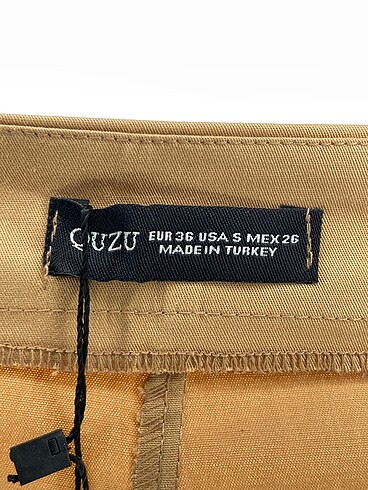 QUZU EUR 36 USA S MEX 26
MADE IN TURKEY